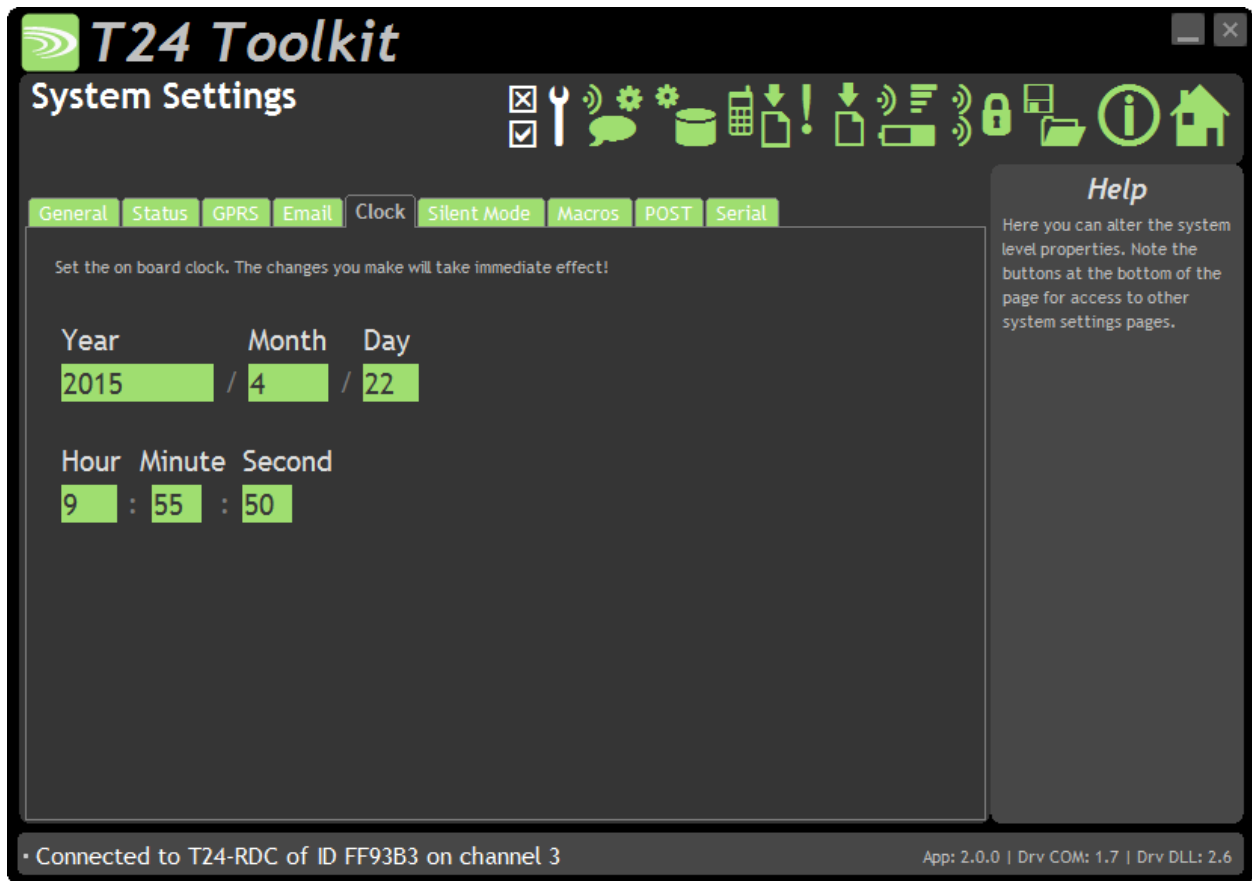 T24 Toolkit
System Settings
General Status GPRS Email Clock Silent Mode Macros POST Serial
Set the on board clock. The changes you make will take immediate effect!
Year Month Day
2015 / 4 / 22
Hour Minute Second
9 : 55 : 50
Help
Here you can alter the system
level properties. Note the
buttons at the bottom of the
page for access to other
system settings pages.
Connected to T24-RDC of ID FF93B3 on channel 3
App: 2.0.0 | Drv COM: 1.7 | Drv DLL: 2.6